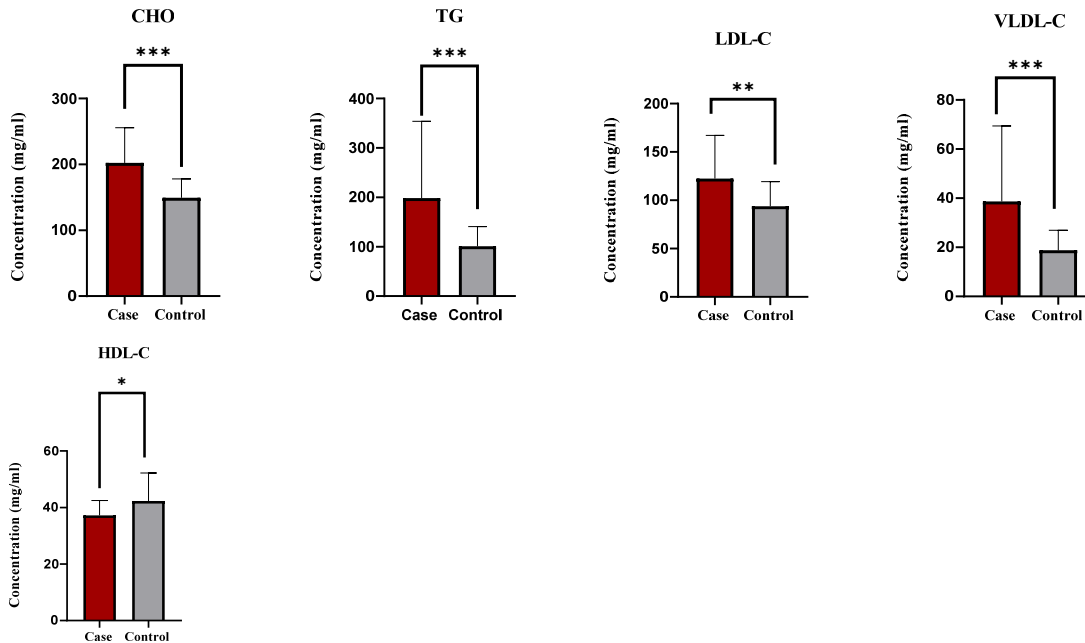 CHO
***
Concentration (mg/ml)
300
200
100
0
Case Control
TG
***
Concentration (mg/ml)
400
300
200
100
0
Case Control
LDL-C
**
Concentration (mg/ml)
200
150
100
50
0
Case Control
VLDL-C
***
Concentration (mg/ml)
80
60
40
20
0
Case Control
HDL-C
*
Concentration (mg/ml)
60
40
20
0
Case Control